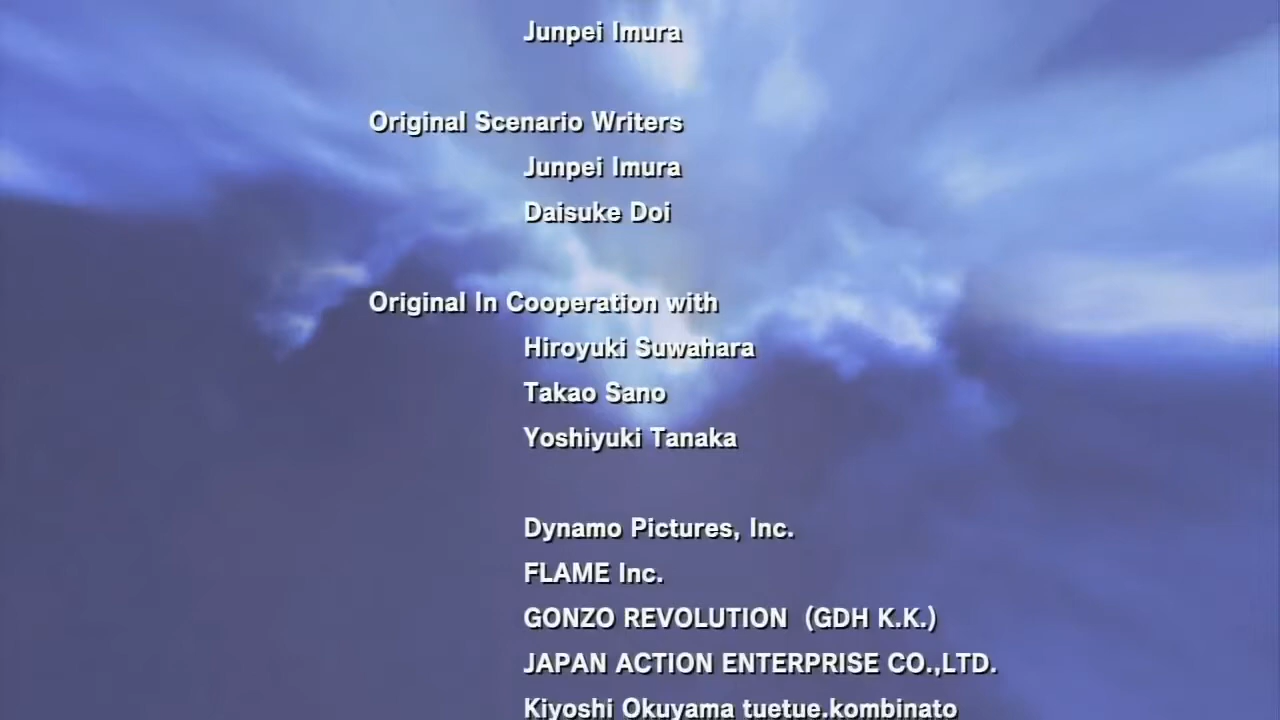 Junpei Imura
Original Scenario Writers
Junpei Imura
Daisuke Doi
Original In Cooperation with
Hiroyuki Suwahara
Takao Sano
Yoshiyuki Tanaka
Dynamo Pictures, Inc.
FLAME Inc.
GONZO REVOLUTION (GDH K.K.)
JAPAN ACTION ENTERPRISE CO.,LTD.
Kiyoshi Okuyama tuetue.kombinato